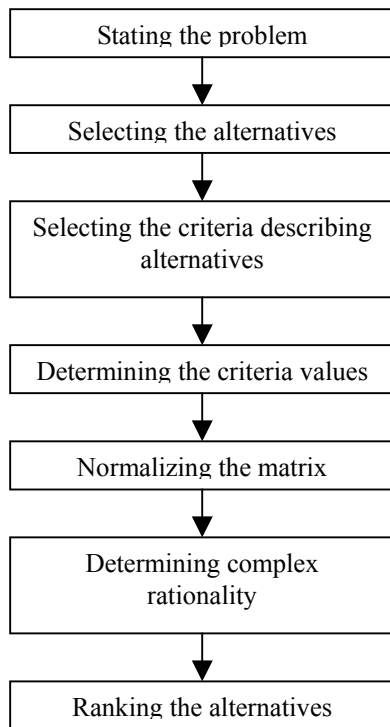 Stating the problem
Selecting the alternatives
Selecting the criteria describing
alternatives
Determining the criteria values
Normalizing the matrix
Determining complex
rationality
Ranking the alternatives